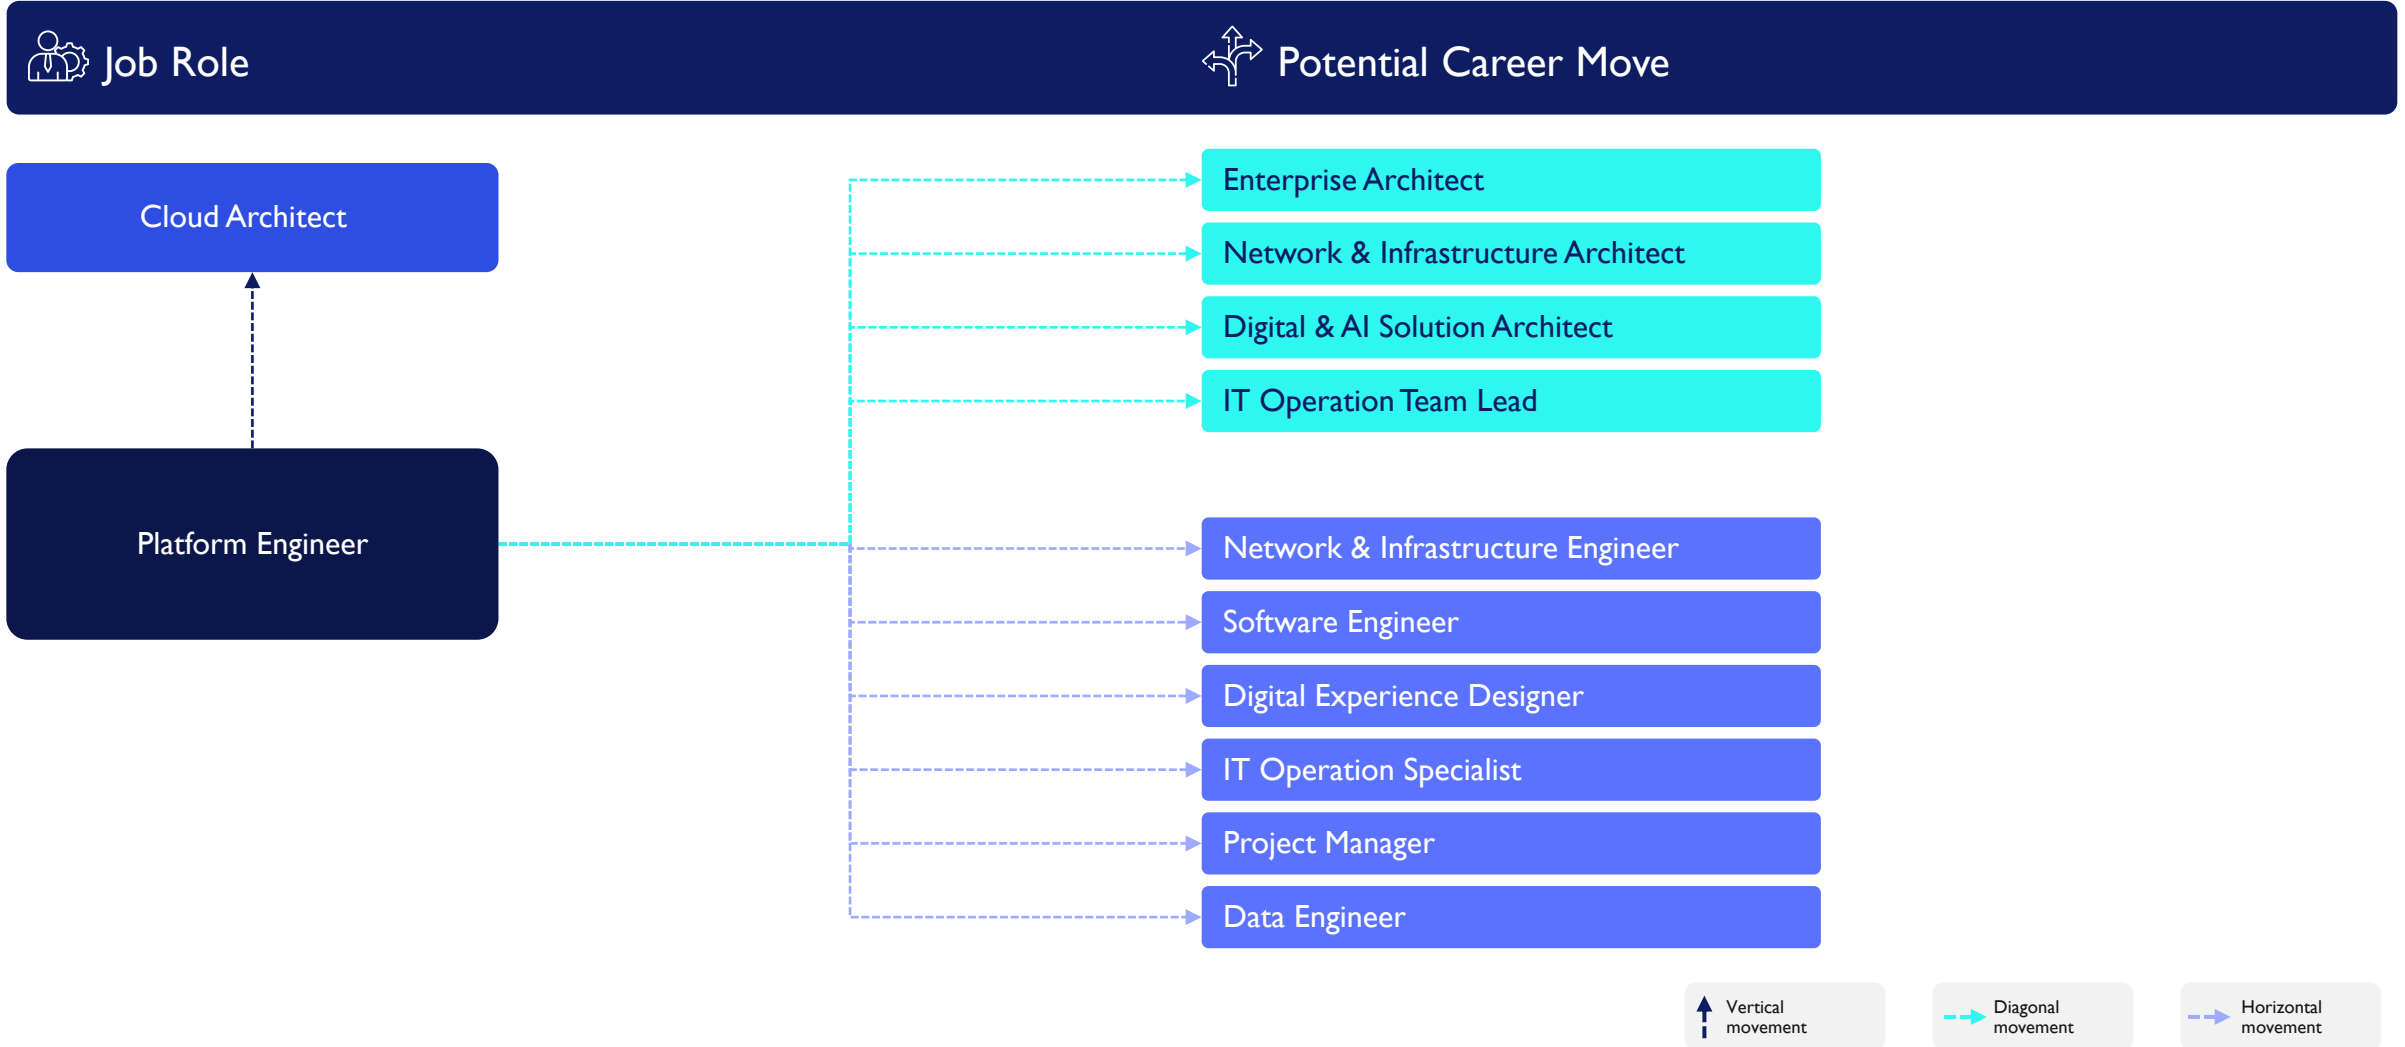 Job Role
Potential Career Move
Cloud Architect
Platform Engineer
Enterprise Architect
Network & Infrastructure Architect
Digital & AI Solution Architect
IT Operation Team Lead
Network & Infrastructure Engineer
Software Engineer
Digital Experience Designer
IT Operation Specialist
Project Manager
Data Engineer
Vertical
movement
Diagonal
movement
Horizontal
movement